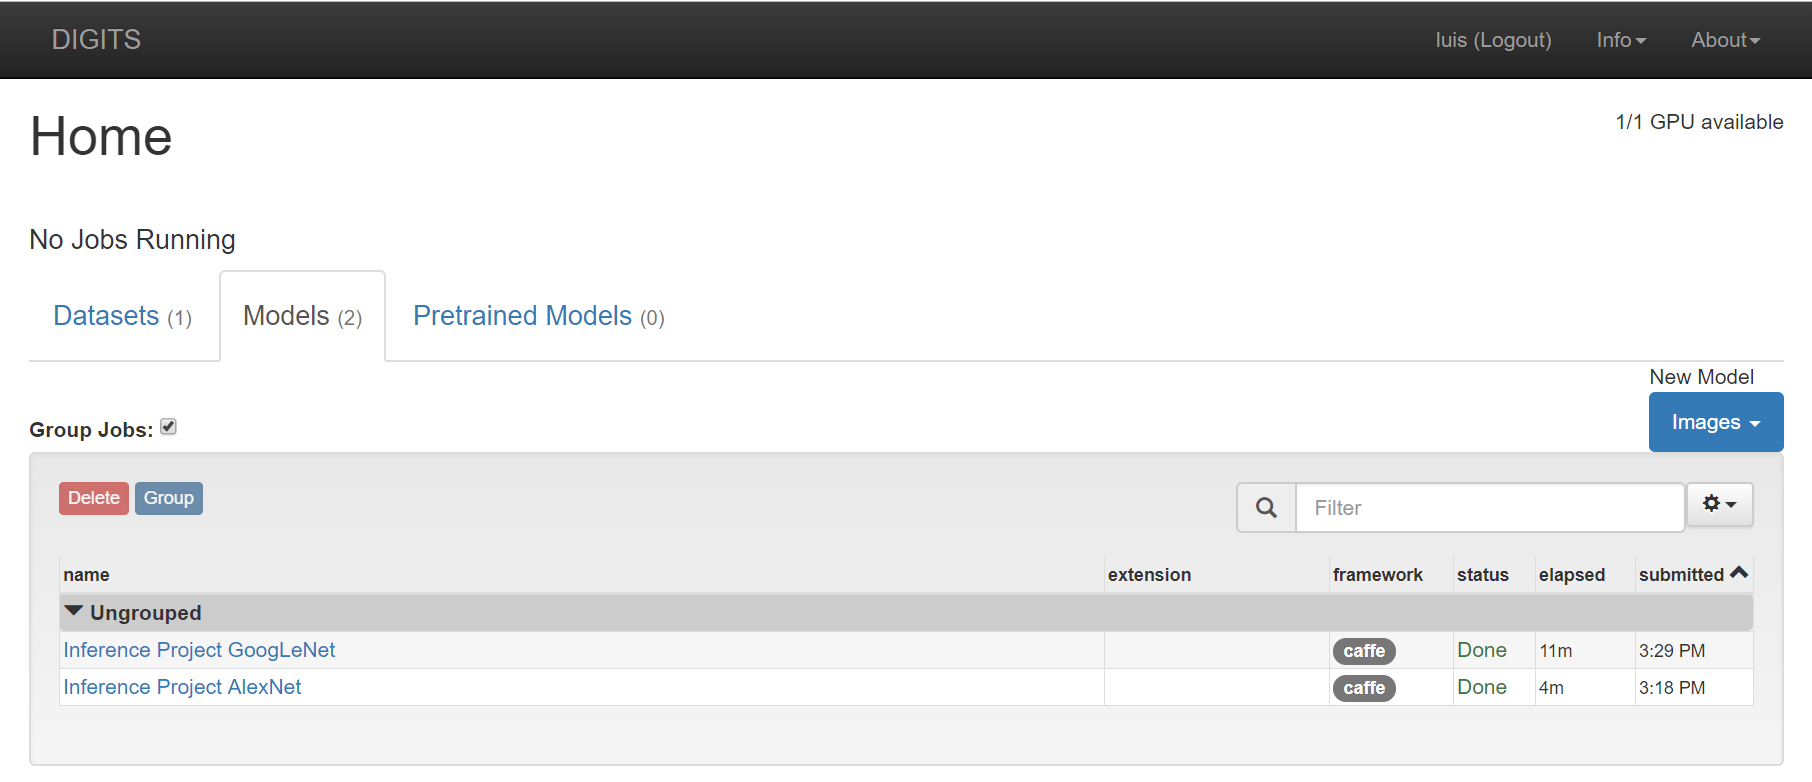 DIGITS luis (Logout) Info About
Home 1/1 GPU available
No Jobs Running
Datasets (1) Models (2) Pretrained Models (0)
New Model
Group Jobs: Images
Delete Group Filter
name extension framework status elapsed submitted
Ungrouped
Inference Project GoogLeNet caffe Done 11m 3:29 PM
Inference Project AlexNet caffe Done 4m 3:18 PM